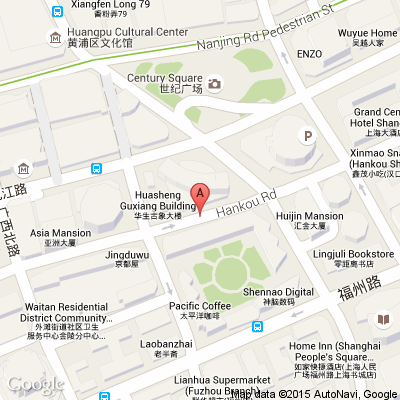 Xiangfen Long 79
香粉弄79
Huangpu Cultural Center
黄浦区文化馆
Nanjing Rd Pedestrian St
Wuyue Home
吴越人家
ENZO
Century Square
世纪广场
Grand Cen
Hotel Shan
上海大酒
P
Xinmao Sna
(Hankou Sh
鑫茂小吃(汉口
九江路
广西北路
Huasheng
Guxiang Building
华生古象大楼
A
Hankou Rd
Asia Mansion
亚洲大厦
Huijin Mansion
汇金大厦
Jingduwu
京都屋
Lingjuli Bookstore
零距离书店
福州路
Shennao Digital
神脑数码
Waitan Residential
District Community...
外滩街道社区卫生
服务中心金陵分中心...
Pacific Coffee
太平洋咖啡
Laobanzhai
老半斋
Home Inn (Shanghai
People's Square...
如家快捷酒店(上海人民
广场福州路上海书城店)
Lianhua Supermarket
(Fuzhou Branch)
Google
Map data ©2015 AutoNavi, Google